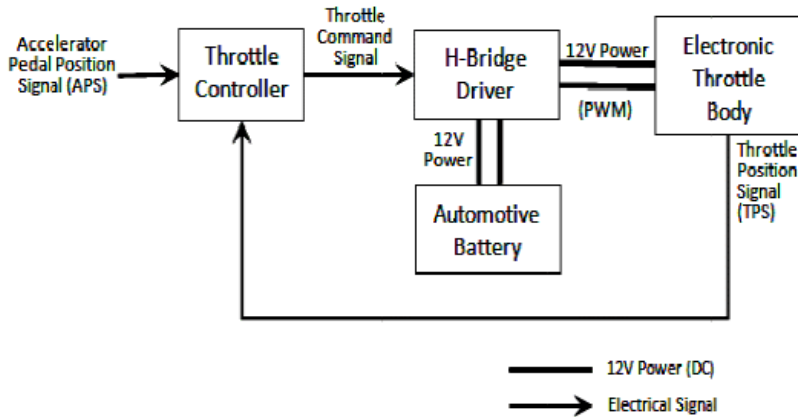 Accelerator
Pedal Position
Signal (APS)
Throttle
Controller
Throttle
Command
Signal
H-Bridge
Driver
12V Power
(PWM)
Electronic
Throttle
Body
12V
Power
Automotive
Battery
Throttle
Position
Signal
(TPS)
12V Power (DC)
Electrical Signal